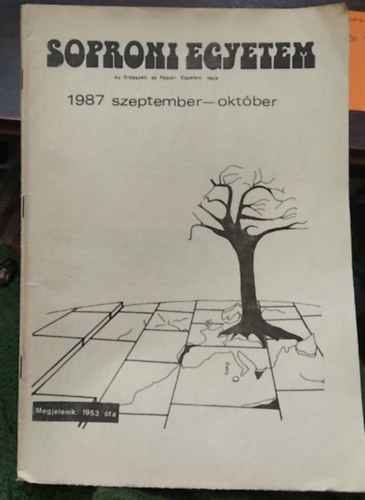 SOPRONI EGYETEM
Az Erdészeti és Faipari Egyetem lapja
1987 szeptember—október
Megjelenik: 1953 óta